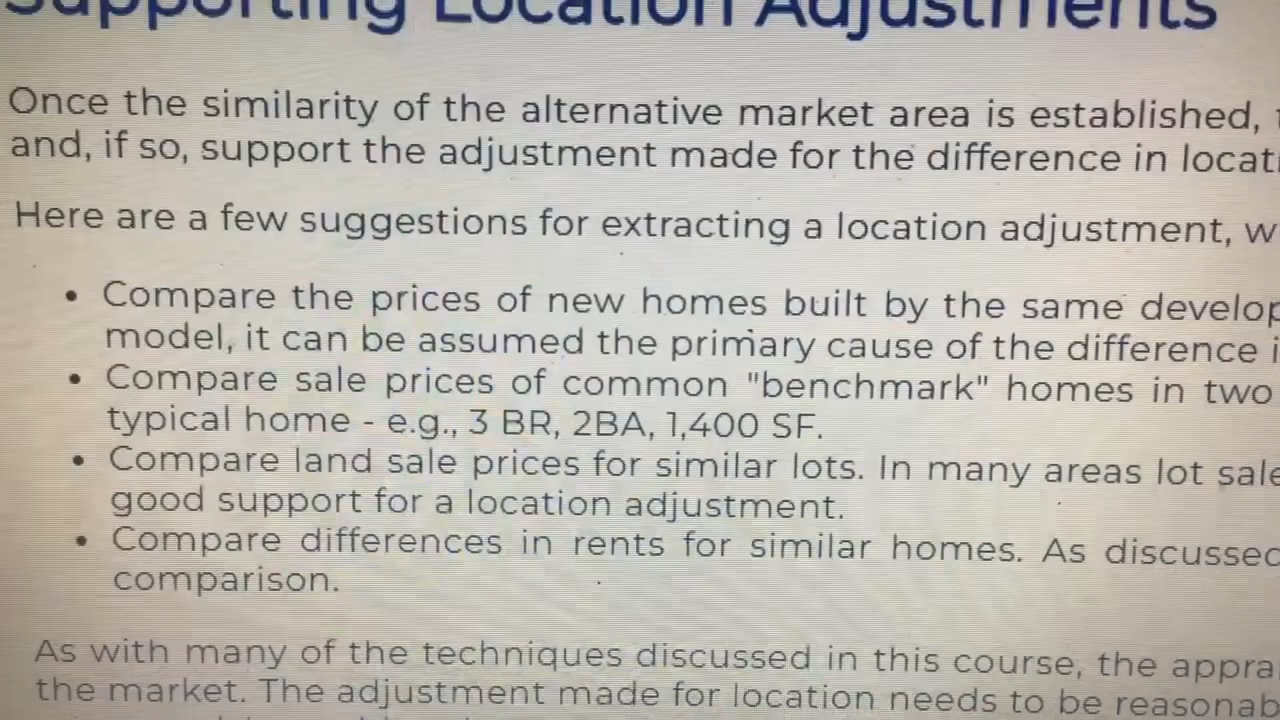 Supporting Location Adjustments
Once the similarity of the alternative market area is established,
and, if so, support the adjustment made for the difference in
Here are a few suggestions for extracting a location adjustment,
• Compare the prices of new homes built by the same
model, it can be assumed the primary cause of the difference
• Compare sale prices of common "benchmark" homes in two
typical home - e.g., 3 BR, 2BA, 1,400 SF.
• Compare land sale prices for similar lots. In many areas lot
good support for a location adjustment.
• Compare differences in rents for similar homes. As discussed
comparison.
As with many of the techniques discussed in this course, the
the market. The adjustment made for location needs to be